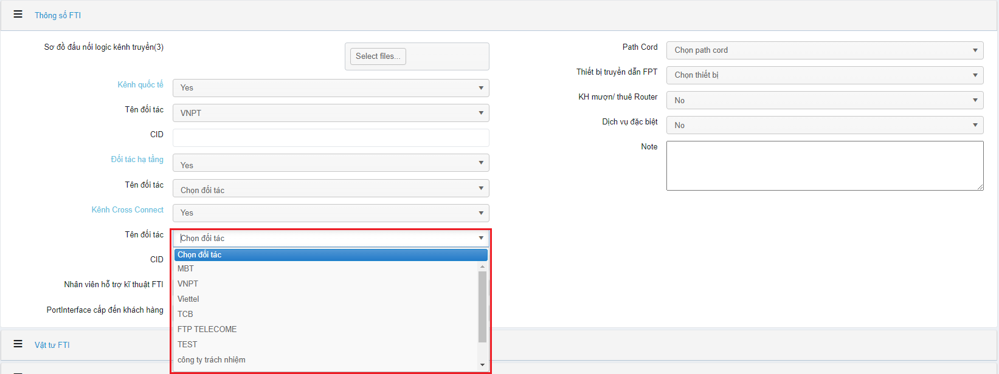 Thông số FTI
Sơ đồ đấu nối logic kênh truyền(3)
Select files...
Kênh quốc tế
Yes
Tên đối tác
VNPT
CID
Đối tác hạ tầng
Yes
Tên đối tác
Chọn đối tác
Kênh Cross Connect
Yes
Tên đối tác
Chọn đối tác
Chọn đối tác
MBT
VNPT
Viettel
TCB
FTP TELECOME
TEST
công ty trách nhiệm
CID
Nhân viên hỗ trợ kĩ thuật FTI
PortInterface cấp đến khách hàng
Path Cord
Chọn path cord
Thiết bị truyền dẫn FPT
Chọn thiết bị
KH mượn/ thuê Router
No
Dịch vụ đặc biệt
No
Note
Vật tư FTI